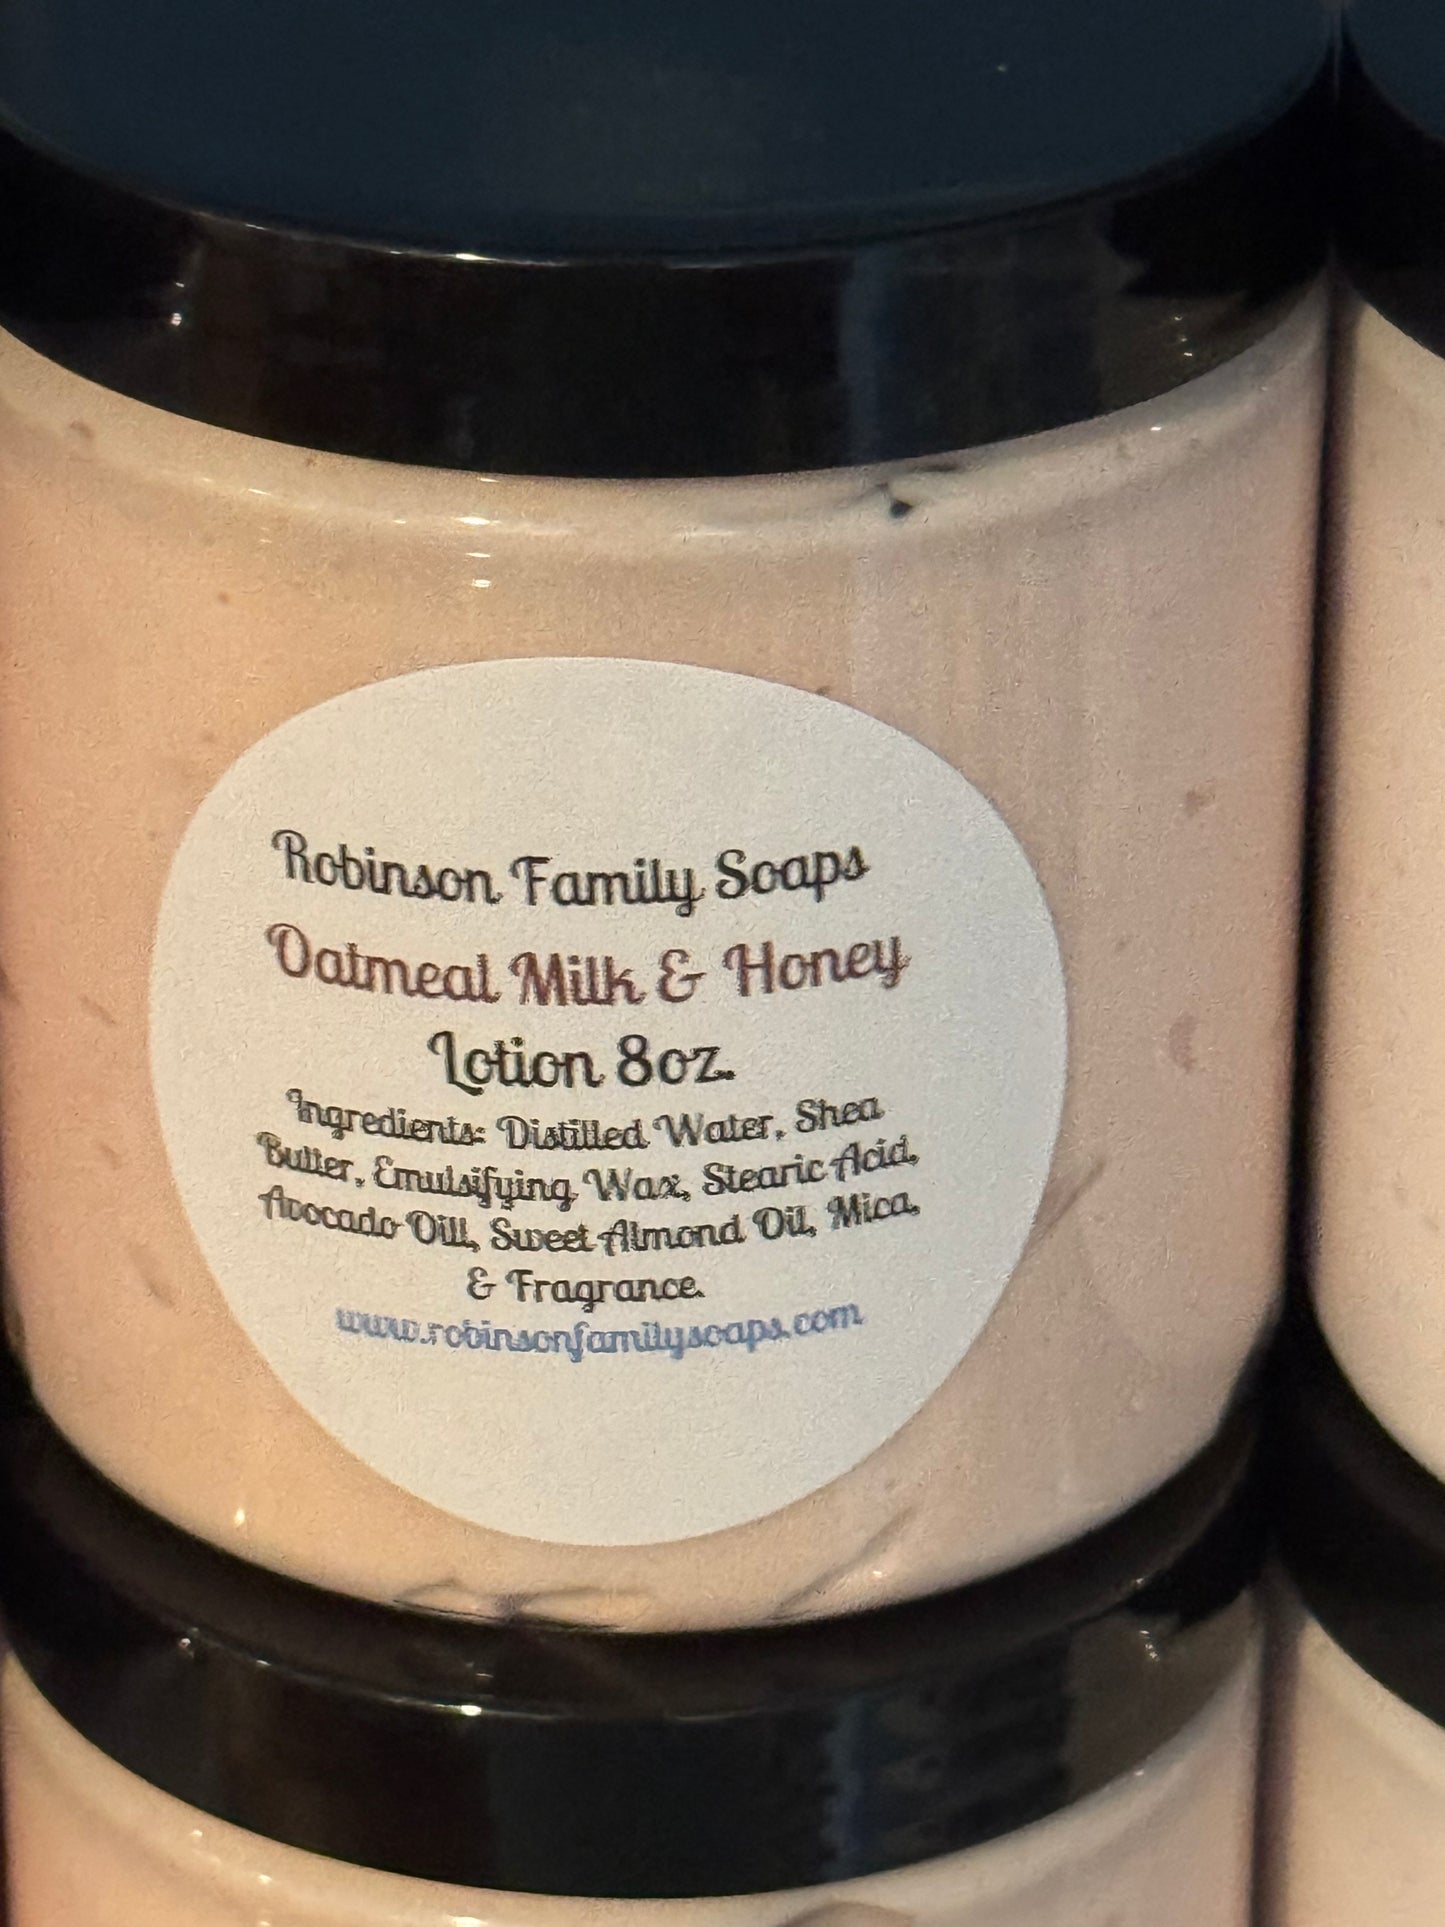 Robinson Family Soaps
Oatmeal Milk & Honey
Lotion 8oz.
Ingredients: Distilled Water, Shea
Butter, Emulsifying Wax, Stearic Acid,
Avocado Oill, Sweet Almond Oil, Mica,
& Fragrance.
www.robinsonfamilysoaps.com